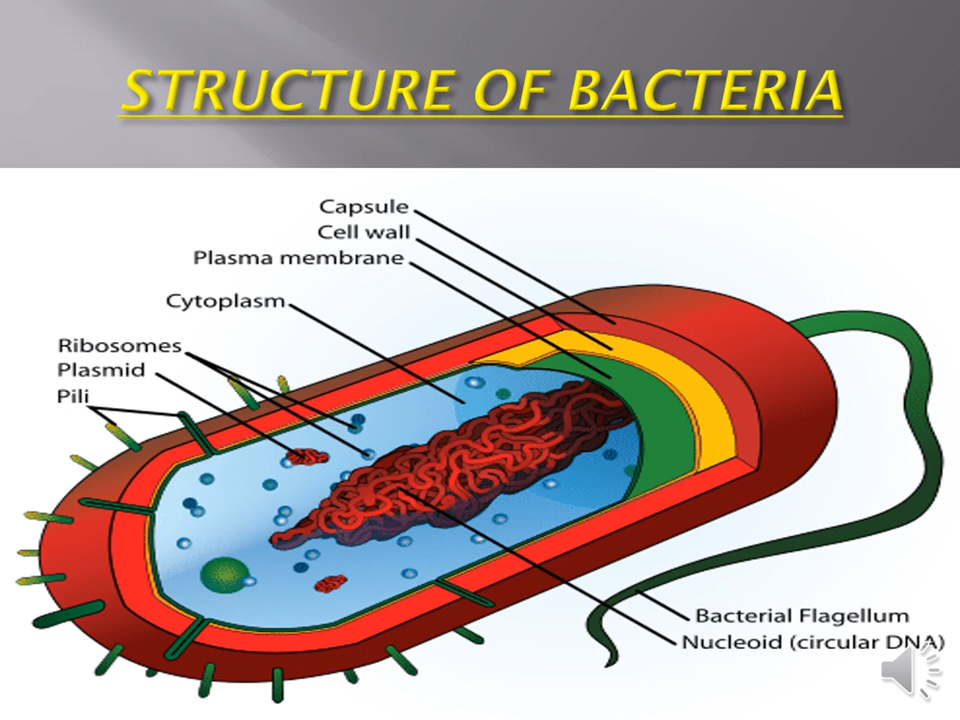 STRUCTURE OF BACTERIA
Capsule
Cell wall
Plasma membrane
Cytoplasm
Ribosomes
Plasmid
Pili
Bacterial Flagellum
Nucleoid (circular DNA)